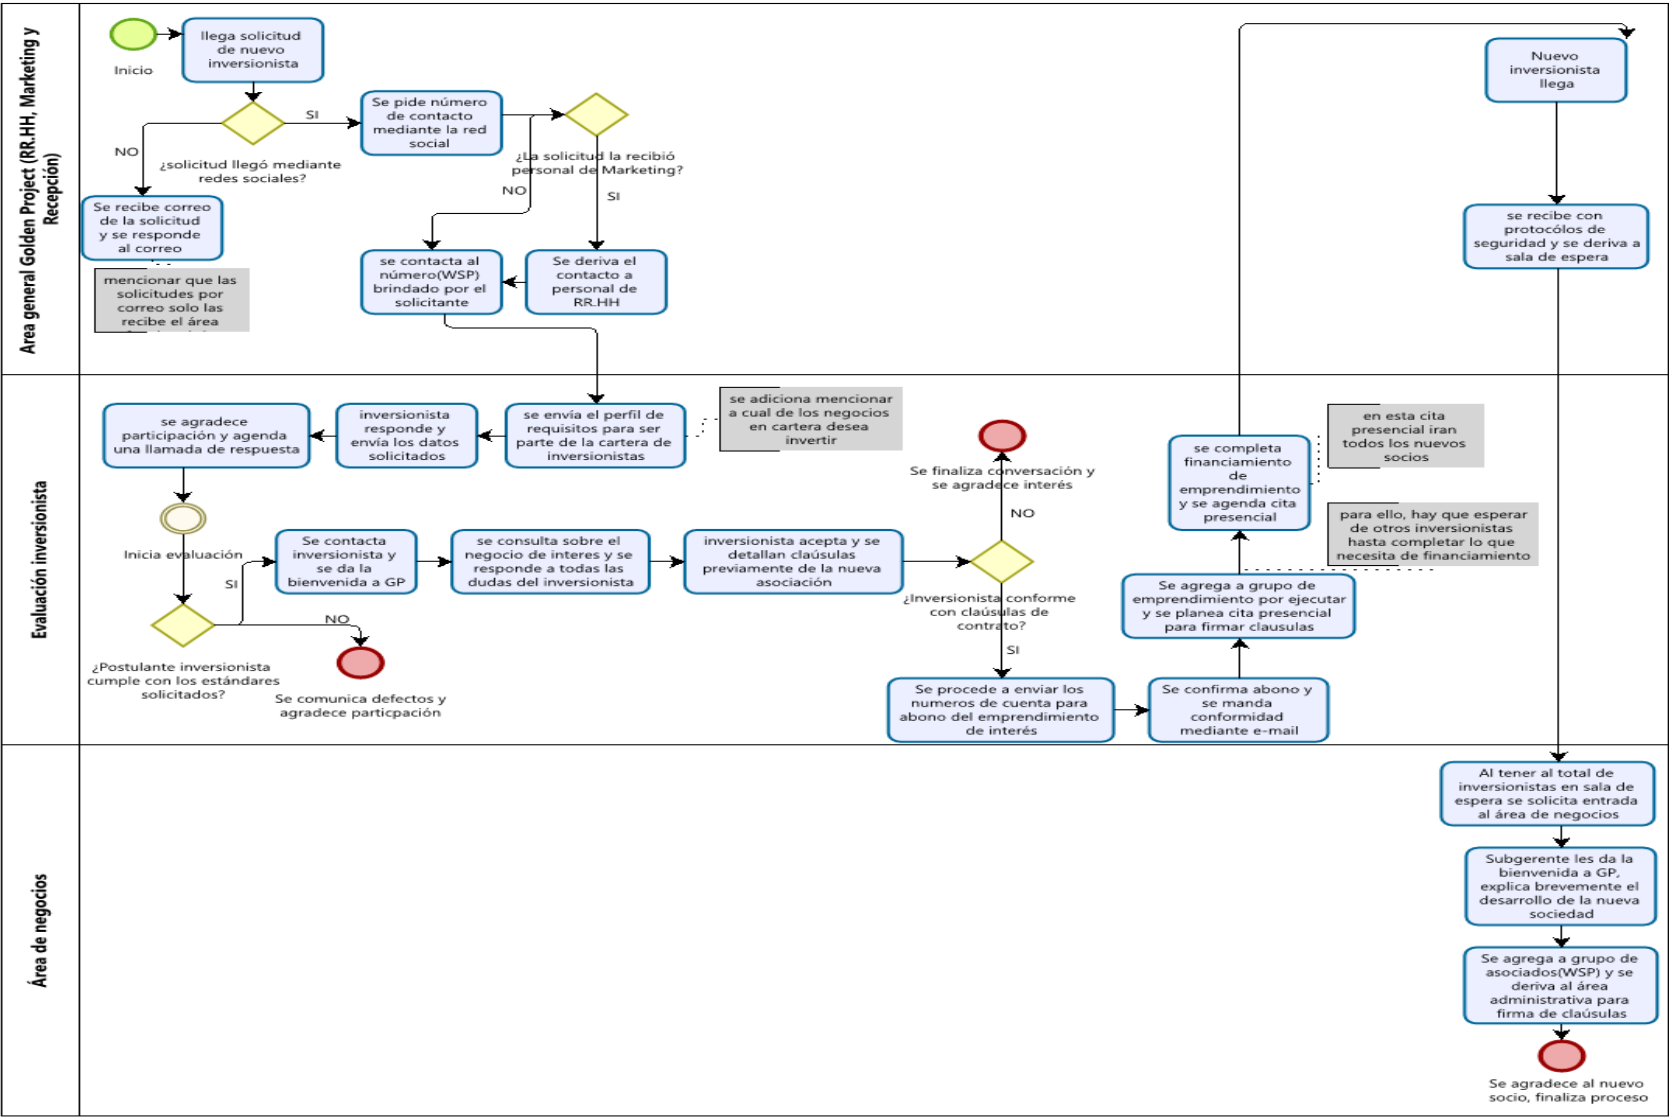 Area general Golden Project (RR.HH, Marketing y
Recepción)
Inicio
llega solicitud
de nuevo
inversionista
SI
NO
¿solicitud llegó mediante
redes sociales?
Se pide número
de contacto
mediante la red
social
¿La solicitud la recibió
personal de Marketing?
NO
SI
Se recibe correo
de la solicitud
y se responde
al correo
mencionar que las
solicitudes por
correo solo las
recibe el área
se contacta al
número(WSP)
brindado por el
solicitante
Se deriva el
contacto a
personal de
RR.HH
Nuevo
inversionista
llega
se recibe con
protocólos de
seguridad y se deriva a
sala de espera
Evaluación inversionista
se agradece
participación y agenda
una llamada de respuesta
inversionista
responde y
envía los datos
solicitados
se envía el perfil de
requisitos para ser
parte de la cartera de
inversionistas
se adiciona mencionar
a cual de los negocios
en cartera desea
invertir
Inicia evaluación
SI
NO
¿Postulante inversionista
cumple con los estándares
solicitados?
Se comunica defectos y
agradece particpación
Se contacta
inversionista y
se da la
bienvenida a GP
se consulta sobre el
negocio de interes y se
responde a todas las
dudas del inversionista
inversionista acepta y se
detallan claúsulas
previamente de la nueva
asociación
Se finaliza conversación y
se agradece interés
NO
¿Inversionista conforme
con claúsulas de
contrato?
SI
Se procede a enviar los
numeros de cuenta para
abono del emprendimiento
de interés
Se confirma abono y
se manda
conformidad
mediante e-mail
Se agrega a grupo de
emprendimiento por ejecutar
y se planea cita presencial
para firmar clausulas
se completa
financiamiento
de
emprendimiento
y se agenda cita
presencial
en esta cita
presencial iran
todos los nuevos
socios
para ello, hay que esperar
de otros inversionistas
hasta completar lo que
necesita de financiamiento
Área de negocios
Al tener al total de
inversionistas en sala de
espera se solicita entrada
al área de negocios
Subgerente les da la
bienvenida a GP,
explica brevemente el
desarrollo de la nueva
sociedad
Se agrega a grupo de
asociados(WSP) y se
deriva al área
administrativa para
firma de claúsulas
Se agradece al nuevo
socio, finaliza proceso